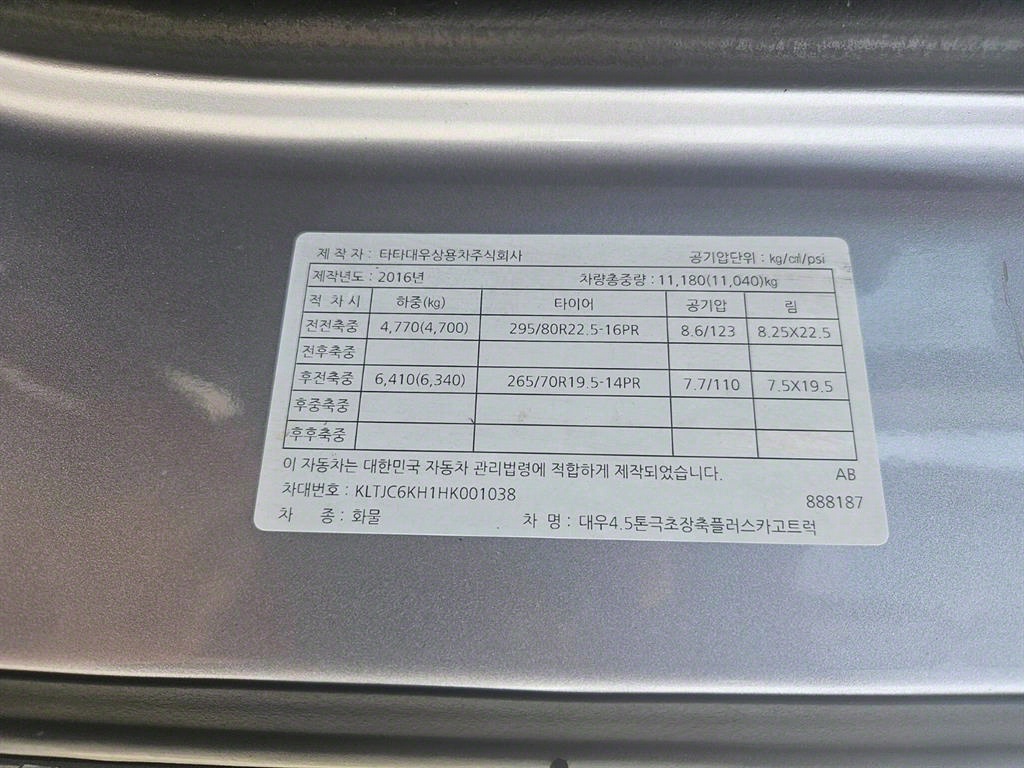 제 작 자 : 타타대우상용차주식회사 공기압단위 : kg/㎠/psi
제작년도 : 2016년 차량총중량 : 11,180(11,040)kg
적 차 시 하중(kg) 타이어 공기압 림
전전축중 4,770(4,700) 295/80R22.5-16PR 8.6/123 8.25X22.5
전후축중
후전축중 6,410(6,340) 265/70R19.5-14PR 7.7/110 7.5X19.5
후중축중
후후축중
이 자동차는 대한민국 자동차 관리법령에 적합하게 제작되었습니다. AB
차대번호 : KLTJC6KH1HK001038 888187
차 종 : 화물 차 명 : 대우4.5톤극초장축플러스카고트럭